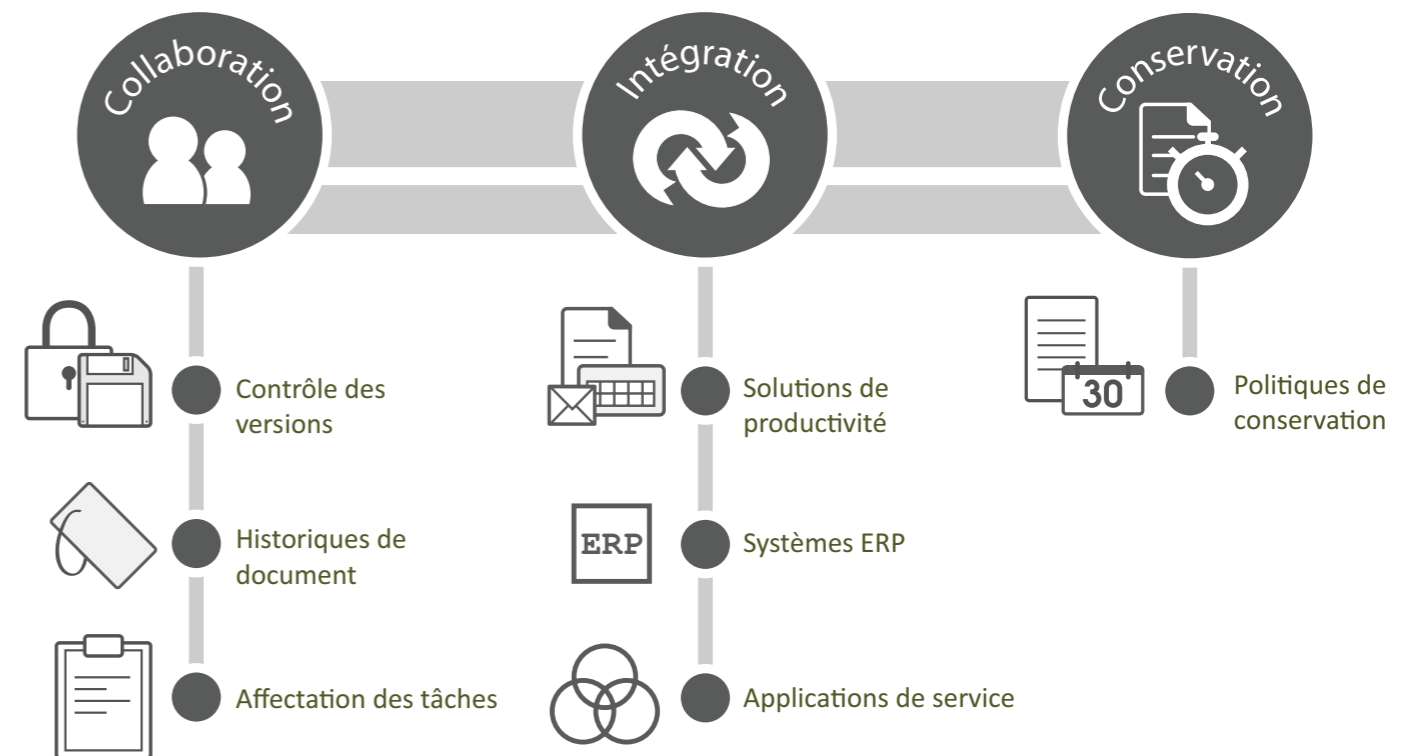 Collaboration
Intégration
Conservation
Contrôle des
versions
Historiques de
document
Affectation des tâches
Solutions de
productivité
ERP
Systèmes ERP
Applications de service
30
Politiques de
conservation